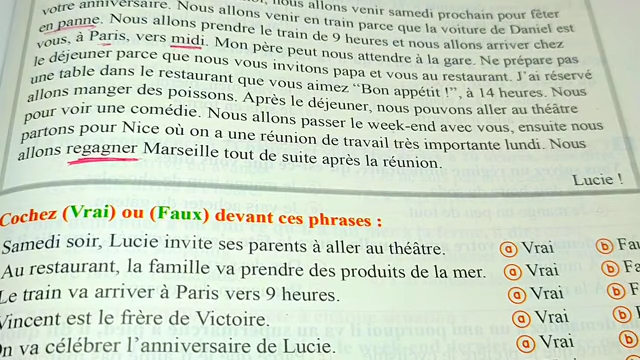 votre anniversaire. Nous allons venir en train parce que la voiture de Daniel est
nous allons venir samedi prochain pour fêter
en panne. Nous allons prendre le train de 9 heures et nous allons arriver chez
vous, à Paris, vers midi. Mon père peut nous attendre à la gare. Ne prépare pas
le déjeuner parce que nous vous invitons papa et vous au restaurant. J'ai réservé
une table dans le restaurant que vous aimez “Bon appétit !”, à 14 heures. Nous
allons manger des poissons. Après le déjeuner, nous pouvons aller au théâtre
pour voir une comédie. Nous allons passer le week-end avec vous, ensuite nous
partons pour Nice où on a une réunion de travail très importante lundi. Nous
allons regagner Marseille tout de suite après la réunion.
Lucie !
Cochez (Vrai) ou (Faux) devant ces phrases :
Samedi soir, Lucie invite ses parents à aller au théâtre. a Vrai b Fau
Au restaurant, la famille va prendre des produits de la mer. a Vrai b Fa
Le train va arriver à Paris vers 9 heures. a Vrai b F
Vincent est le frère de Victoire. a Vrai b
On va célébrer l'anniversaire de Lucie. a Vrai b